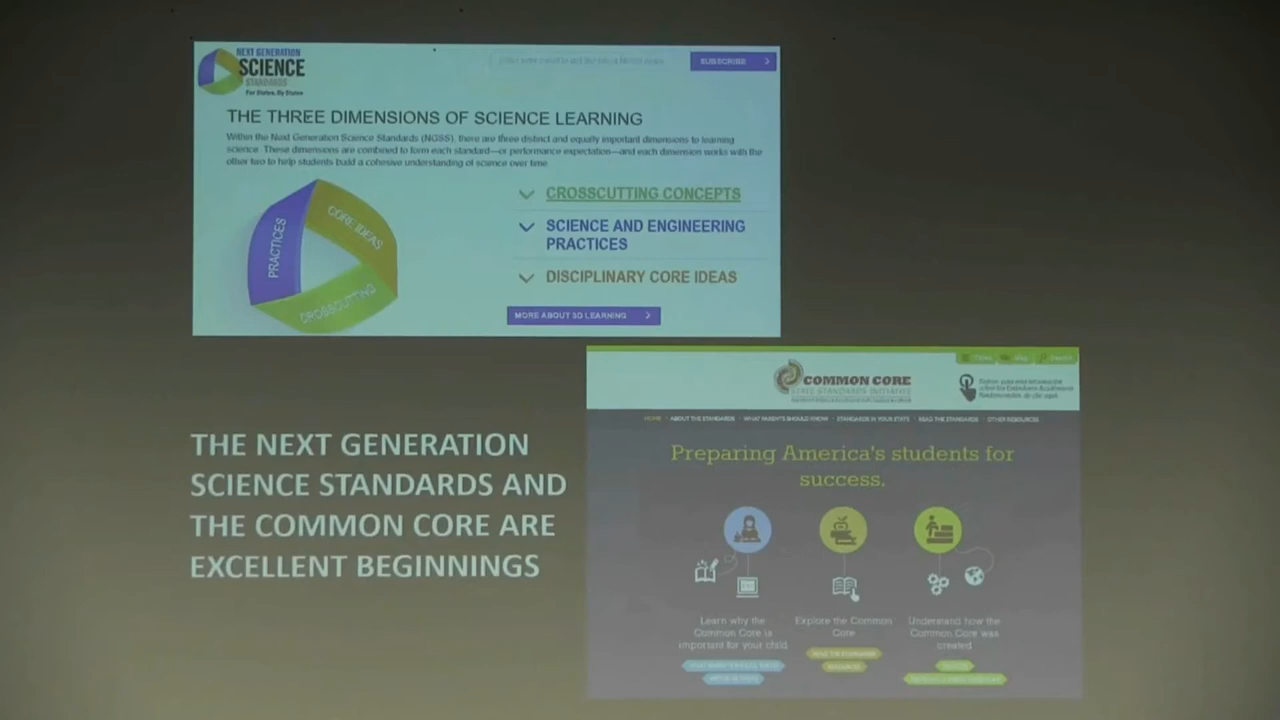 NEXT GENERATION
SCIENCE
STANDARDS
For States, By States
SUBSCRIBE
THE THREE DIMENSIONS OF SCIENCE LEARNING
Within the Next Generation Science Standards (NGSS), there are three distinct and equally important dimensions to learning
science. These dimensions are combined to form each standard—or performance expectation—and each dimension works with the
other two to help students build a cohesive understanding of science over time.
PRACTICES
CORE IDEAS
CROSSCUTTING
CROSSCUTTING CONCEPTS
SCIENCE AND ENGINEERING
PRACTICES
DISCIPLINARY CORE IDEAS
MORE ABOUT 3D LEARNING
THE NEXT GENERATION
SCIENCE STANDARDS AND
THE COMMON CORE ARE
EXCELLENT BEGINNINGS
COMMON CORE
STATE STANDARDS INITIATIVE
HOME ABOUT THE STANDARDS WHAT PARENTS SHOULD KNOW STANDARDS IN YOUR STATE READ THE STANDARDS OTHER RESOURCES
Preparing America's students for
success.
Learn why the
Common Core is
important for your child
Explore the Common
Core
Understand how the
Common Core was
created
READ THE STANDARDS